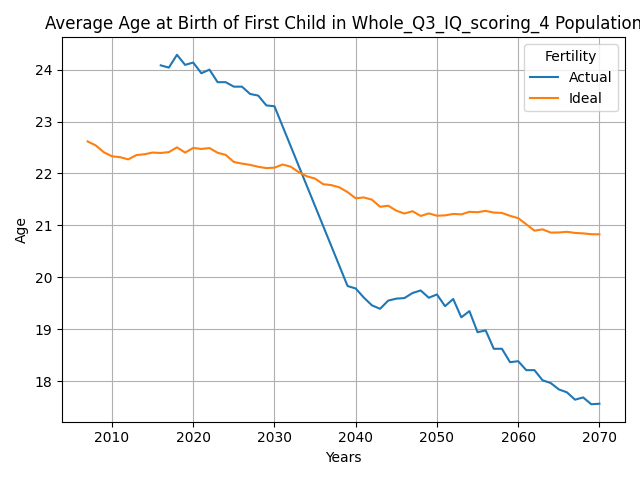 Average Age at Birth of First Child in Whole_Q3_IQ_scoring_4 Population
Fertility
Actual
Ideal
Age
24
23
22
21
20
19
18
2010
2020
2030
2040
2050
2060
2070
Years